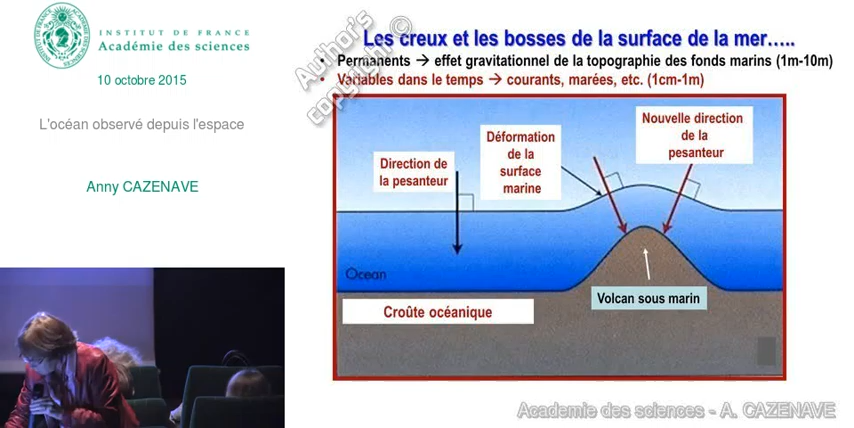 INSTITUT DE FRANCE
Académie des sciences
10 octobre 2015
L'océan observé depuis l'espace
Anny CAZENAVE
Author's ©
copyright
Les creux et les bosses de la surface de la mer…..
• Permanents → effet gravitationnel de la topographie des fonds marins (1m-10m)
• Variables dans le temps → courants, marées, etc. (1cm-1m)
Direction de
la pesanteur
Déformation
de la
surface
marine
Nouvelle direction
de la
pesanteur
Ocean
Volcan sous marin
Croûte océanique
Academie des sciences - A. CAZENAVE